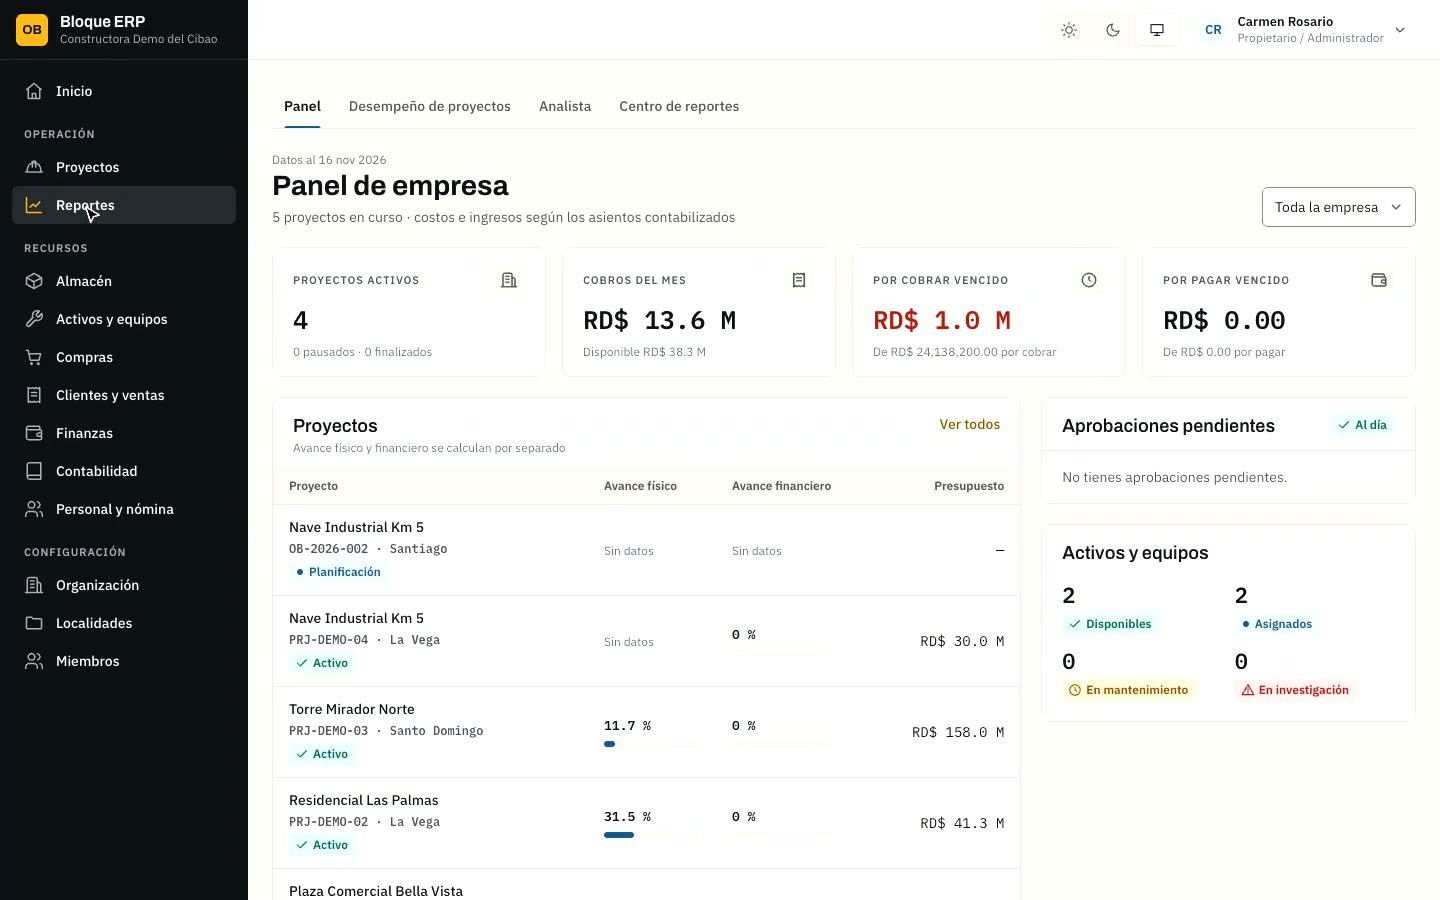 OB
Bloque ERP
Constructora Demo del Cibao
Inicio
OPERACIÓN
Proyectos
Reportes
RECURSOS
Almacén
Activos y equipos
Compras
Clientes y ventas
Finanzas
Contabilidad
Personal y nómina
CONFIGURACIÓN
Organización
Localidades
Miembros
CR
Carmen Rosario
Propietario / Administrador
Panel Desempeño de proyectos Analista Centro de reportes
Datos al 16 nov 2026
Panel de empresa
5 proyectos en curso · costos e ingresos según los asientos contabilizados
Toda la empresa
PROYECTOS ACTIVOS
4
0 pausados · 0 finalizados
COBROS DEL MES
RD$ 13.6 M
Disponible RD$ 38.3 M
POR COBRAR VENCIDO
RD$ 1.0 M
De RD$ 24,138,200.00 por cobrar
POR PAGAR VENCIDO
RD$ 0.00
De RD$ 0.00 por pagar
Proyectos
Ver todos
Avance físico y financiero se calculan por separado
Proyecto Avance físico Avance financiero Presupuesto
Nave Industrial Km 5
OB-2026-002 · Santiago
Planificación
Sin datos Sin datos —
Nave Industrial Km 5
PRJ-DEMO-04 · La Vega
Activo
Sin datos 0 % RD$ 30.0 M
Torre Mirador Norte
PRJ-DEMO-03 · Santo Domingo
Activo
11.7 % 0 % RD$ 158.0 M
Residencial Las Palmas
PRJ-DEMO-02 · La Vega
Activo
31.5 % 0 % RD$ 41.3 M
Plaza Comercial Bella Vista
Aprobaciones pendientes
Al día
No tienes aprobaciones pendientes.
Activos y equipos
2
Disponibles
2
Asignados
0
En mantenimiento
0
En investigación